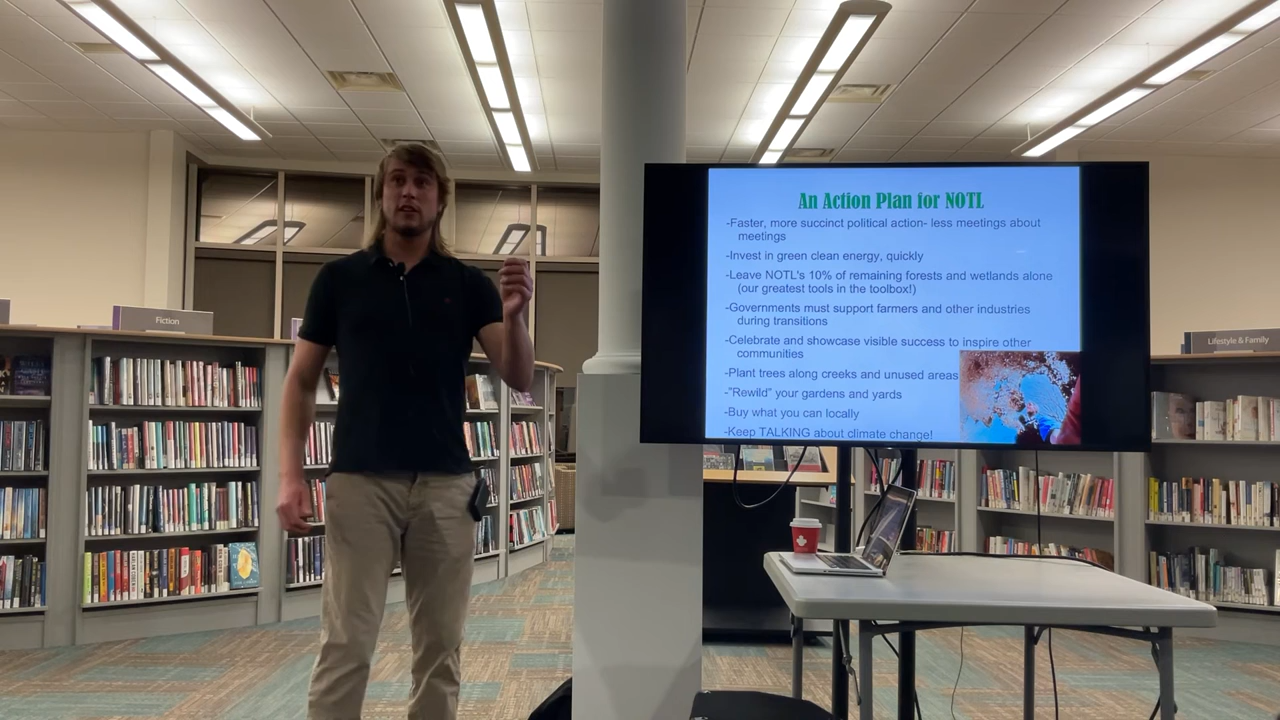 An Action Plan for NOTL
-Faster, more succinct political action- less meetings about
meetings
-Invest in green clean energy, quickly
-Leave NOTL's 10% of remaining forests and wetlands alone
(our greatest tools in the toolbox!)
-Governments must support farmers and other industries
during transitions
-Celebrate and showcase visible success to inspire other
communities
-Plant trees along creeks and unused areas
-"Rewild" your gardens and yards
-Buy what you can locally
-Keep TALKING about climate change!
Fiction
Lifestyle & Family